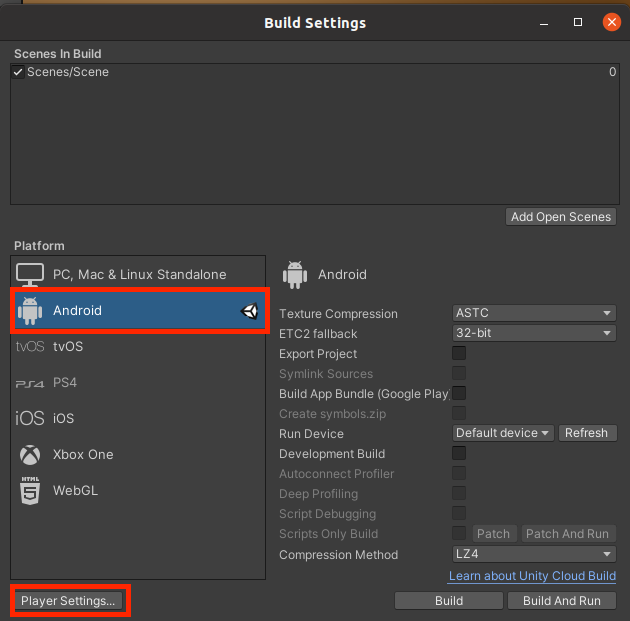 Build Settings
Scenes In Build
Scenes/Scene 0
Add Open Scenes
Platform
PC, Mac & Linux Standalone
Android
tvOS tvOS
PS4 PS4
iOS iOS
Xbox One
HTML 5 WebGL
Android
Texture Compression ASTC
ETC2 fallback 32-bit
Export Project
Symlink Sources
Build App Bundle (Google Play
Create symbols.zip
Run Device Default device Refresh
Development Build
Autoconnect Profiler
Deep Profiling
Script Debugging
Scripts Only Build Patch Patch And Run
Compression Method LZ4
Learn about Unity Cloud Build
Player Settings... Build Build And Run